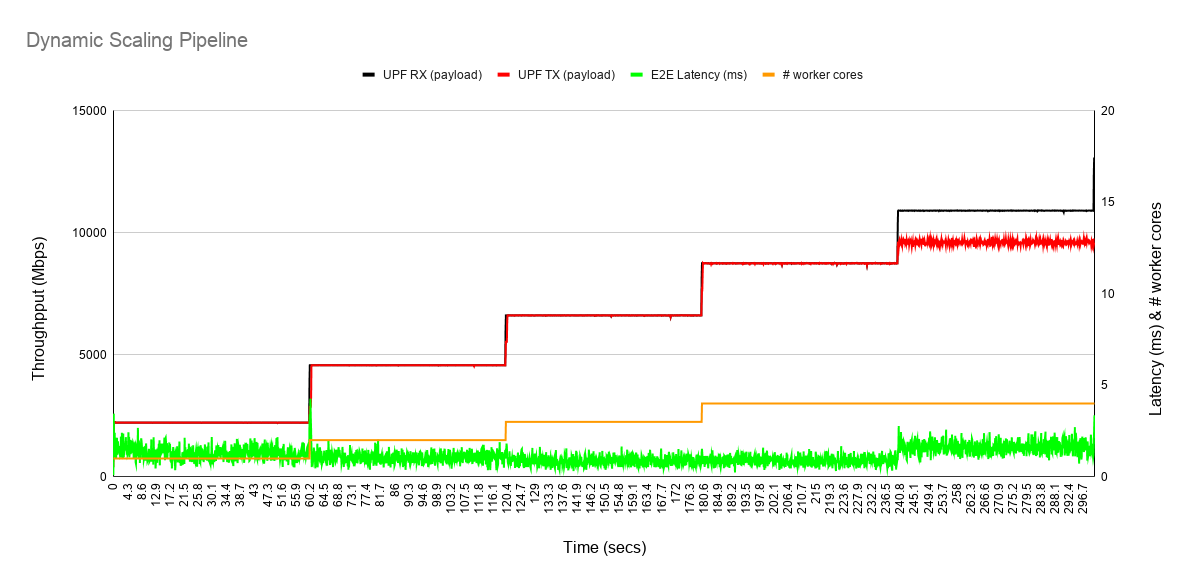 Dynamic Scaling Pipeline
UPF RX (payload) UPF TX (payload) E2E Latency (ms) # worker cores
15000
10000
5000
0
Throughpput (Mbps)
20
15
10
5
0
Latency (ms) & # worker cores
0 4.3 8.6 12.9 17.2 21.5 25.8 30.1 34.4 38.7 43 47.3 51.6 55.9 60.2 64.5 68.8 73.1 77.4 81.7 86 90.3 94.6 98.9 103.2 107.5 111.8 116.1 120.4 124.7 129 133.3 137.6 141.9 146.2 150.5 154.8 159.1 163.4 167.7 172 176.3 180.6 184.9 189.2 193.5 197.8 202.1 206.4 210.7 215 219.3 223.6 227.9 232.2 236.5 240.8 245.1 249.4 253.7 258 262.3 266.6 270.9 275.2 279.5 283.8 288.1 292.4 296.7
Time (secs)